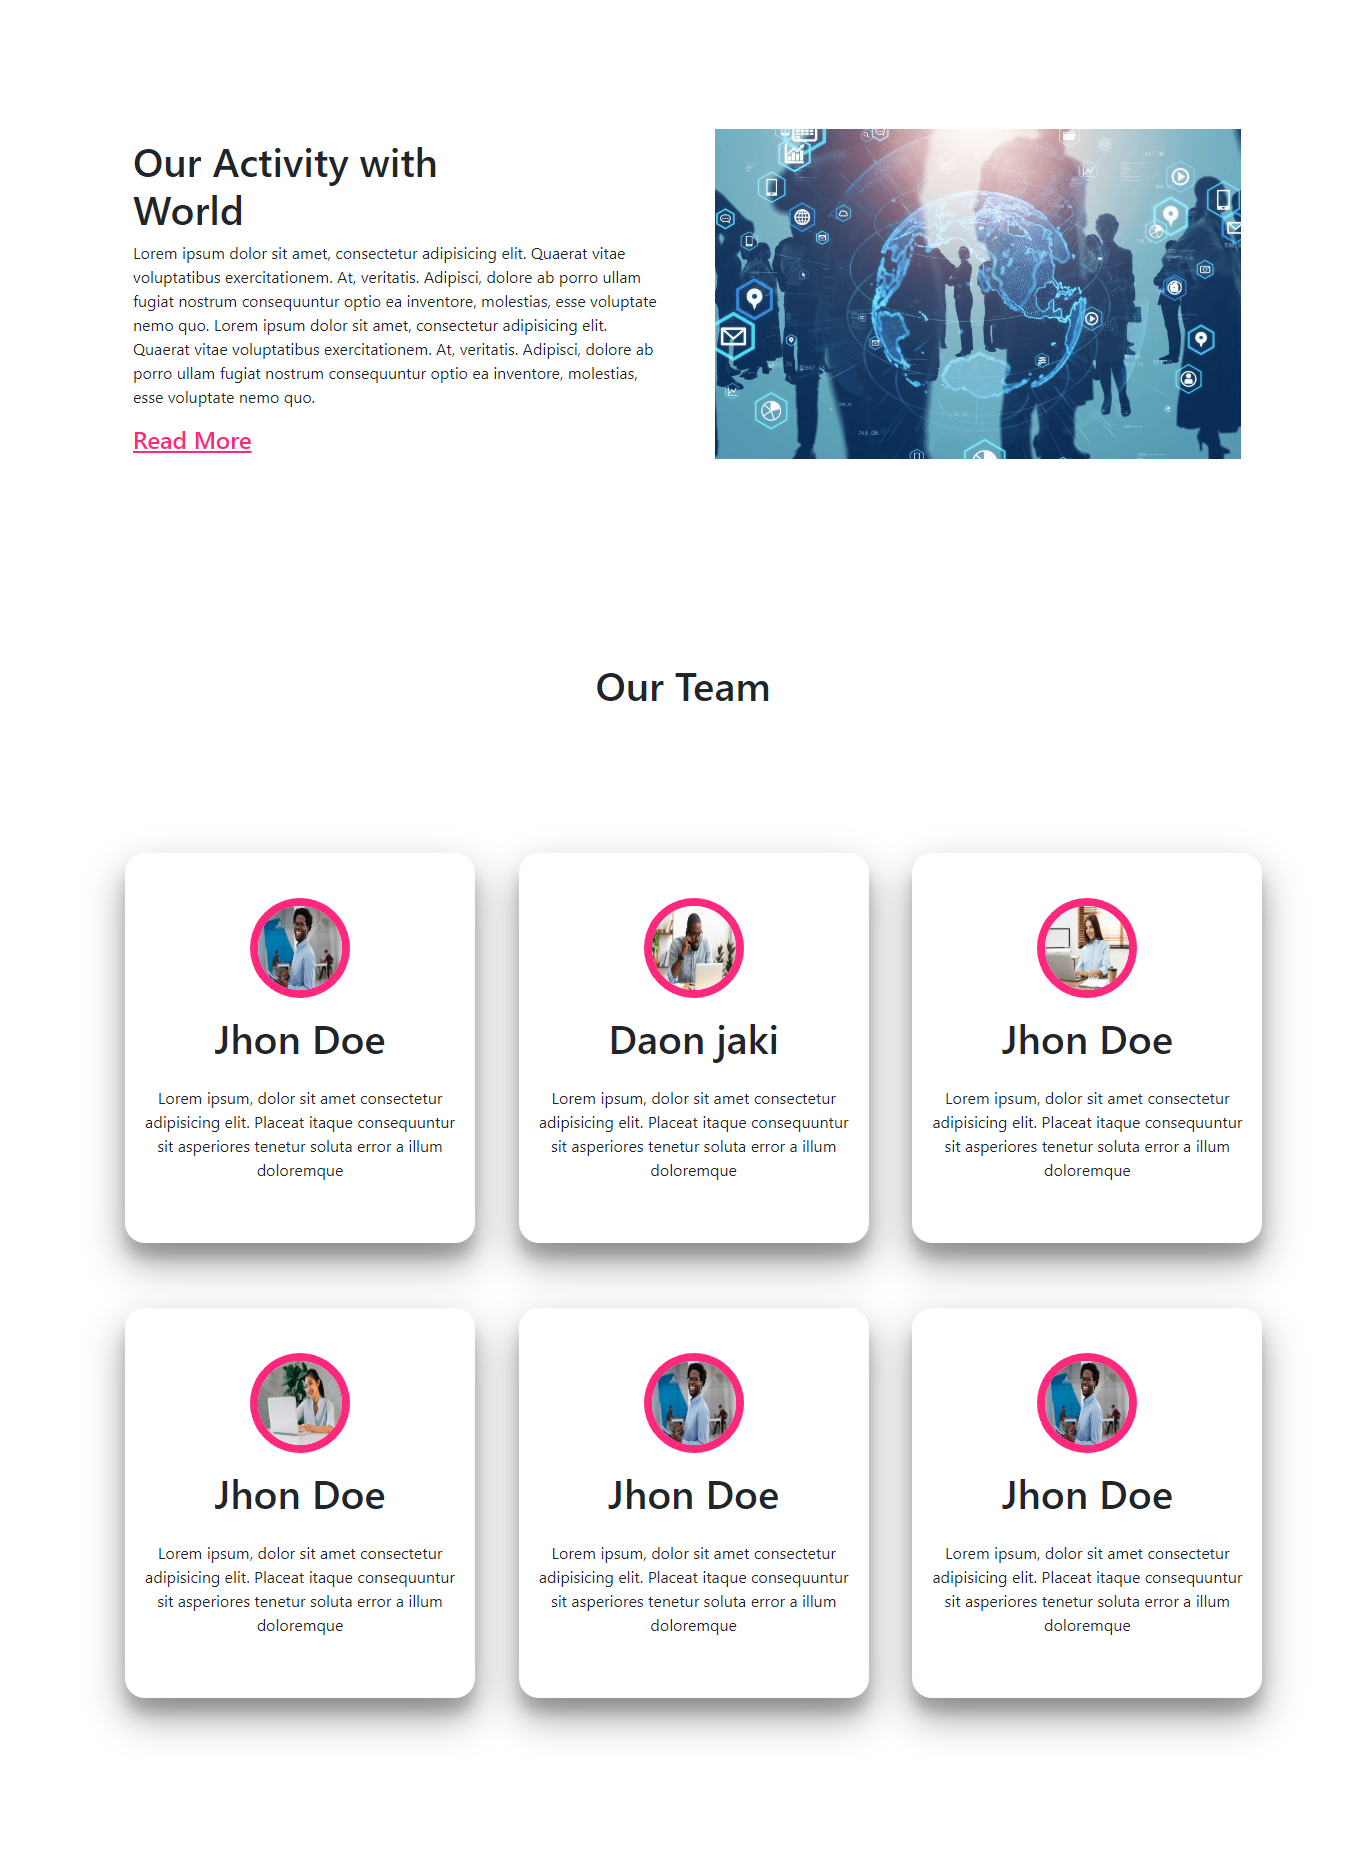 Our Activity with
World
Lorem ipsum dolor sit amet, consectetur adipisicing elit. Quaerat vitae
voluptatibus exercitationem. At, veritatis. Adipisci, dolore ab porro ullam
fugiat nostrum consequuntur optio ea inventore, molestias, esse voluptate
nemo quo. Lorem ipsum dolor sit amet, consectetur adipisicing elit.
Quaerat vitae voluptatibus exercitationem. At, veritatis. Adipisci, dolore ab
porro ullam fugiat nostrum consequuntur optio ea inventore, molestias,
esse voluptate nemo quo.
Read More
Our Team
Jhon Doe
Lorem ipsum, dolor sit amet consectetur
adipisicing elit. Placeat itaque consequuntur
sit asperiores tenetur soluta error a illum
doloremque
Daon jaki
Lorem ipsum, dolor sit amet consectetur
adipisicing elit. Placeat itaque consequuntur
sit asperiores tenetur soluta error a illum
doloremque
Jhon Doe
Lorem ipsum, dolor sit amet consectetur
adipisicing elit. Placeat itaque consequuntur
sit asperiores tenetur soluta error a illum
doloremque
Jhon Doe
Lorem ipsum, dolor sit amet consectetur
adipisicing elit. Placeat itaque consequuntur
sit asperiores tenetur soluta error a illum
doloremque
Jhon Doe
Lorem ipsum, dolor sit amet consectetur
adipisicing elit. Placeat itaque consequuntur
sit asperiores tenetur soluta error a illum
doloremque
Jhon Doe
Lorem ipsum, dolor sit amet consectetur
adipisicing elit. Placeat itaque consequuntur
sit asperiores tenetur soluta error a illum
doloremque